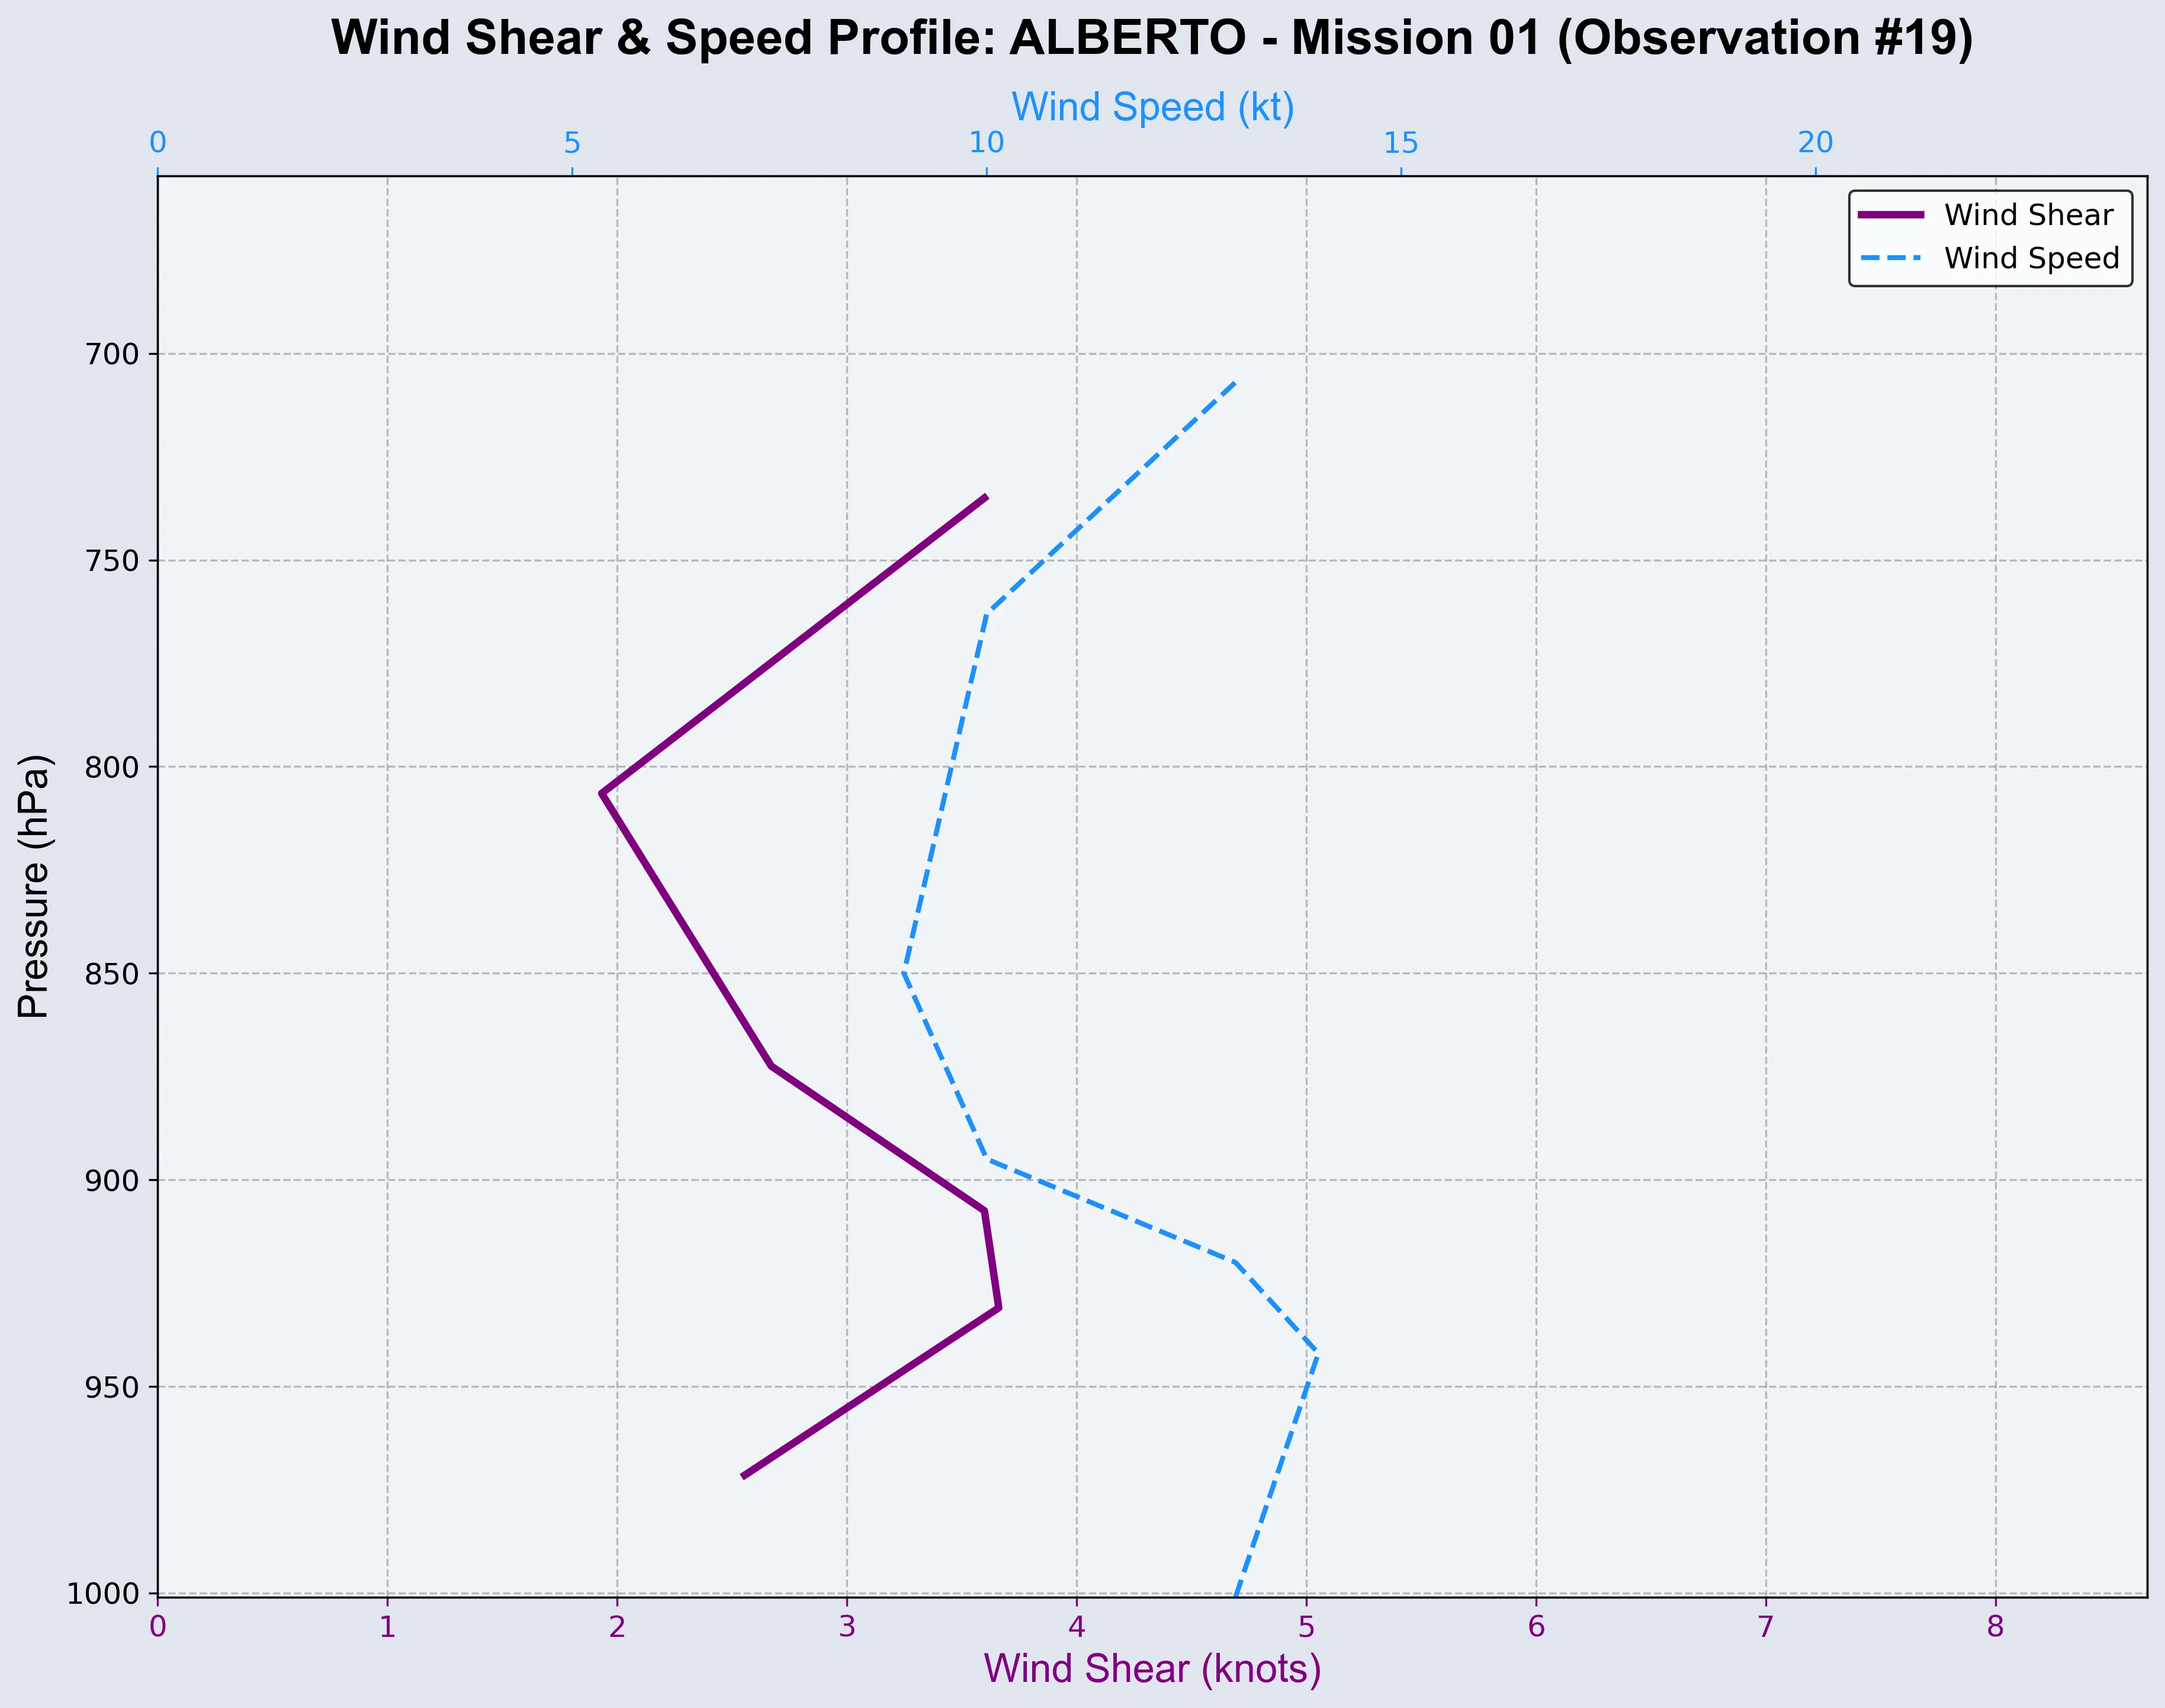 Wind Shear & Speed Profile: ALBERTO - Mission 01 (Observation #19)
Wind Speed (kt)
0 5 10 15 20
Wind Shear
Wind Speed
700
750
800
850
900
950
1000
Pressure (hPa)
0 1 2 3 4 5 6 7 8
Wind Shear (knots)